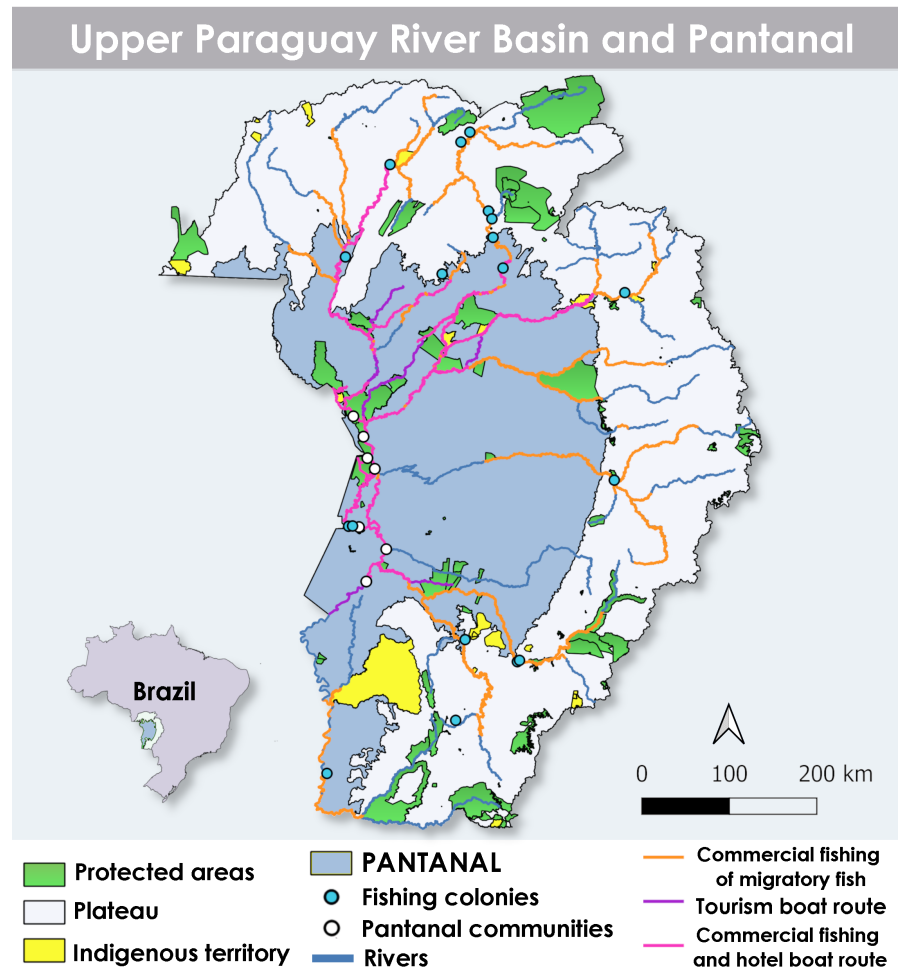 Upper Paraguay River Basin and Pantanal
Brazil
0 100 200 km
Protected areas
Plateau
Indigenous territory
PANTANAL
Fishing colonies
Pantanal communities
Rivers
Commercial fishing
of migratory fish
Tourism boat route
Commercial fishing
and hotel boat route